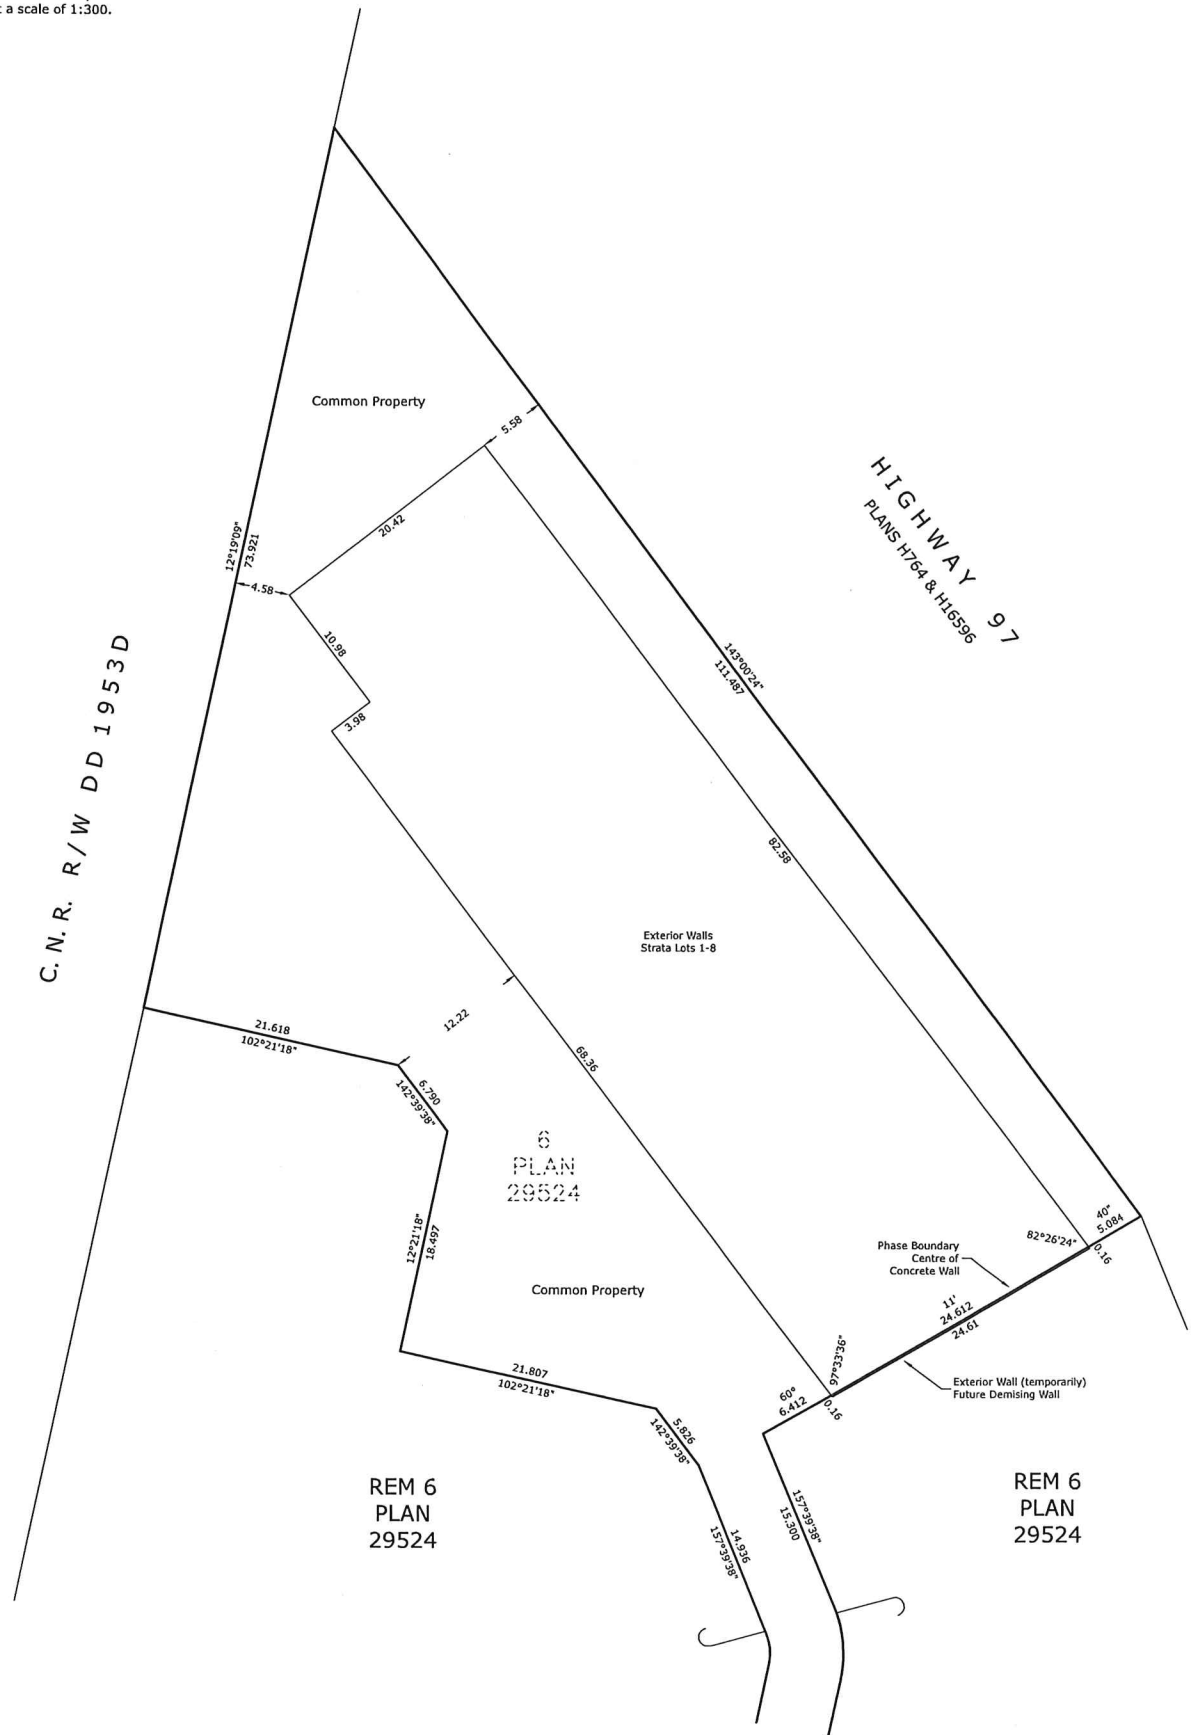 a scale of 1:300.
Common Property
5.58
20.42
HIGHWAY 97
PLANS H764 & H16596
12°19'09"
73.921
4.58
10.98
3.98
143°00'24"
111.487
C. N. R. R/W DD 1953D
82.58
Exterior Walls
Strata Lots 1-8
21.618
102°21'18"
12.22
68.36
6.790
142°39'38"
6
PLAN
29524
12°21'18"
18.497
40"
5.084
82°26'24"
0.16
Phase Boundary
Centre of
Concrete Wall
Common Property
11'
24.612
24.61
97°33'36"
21.807
102°21'18"
Exterior Wall (temporarily)
Future Demising Wall
60°
6.412
0.16
5.826
142°39'38"
REM 6
PLAN
29524
REM 6
PLAN
29524
157°39'38"
15.300
14.936
157°39'38"